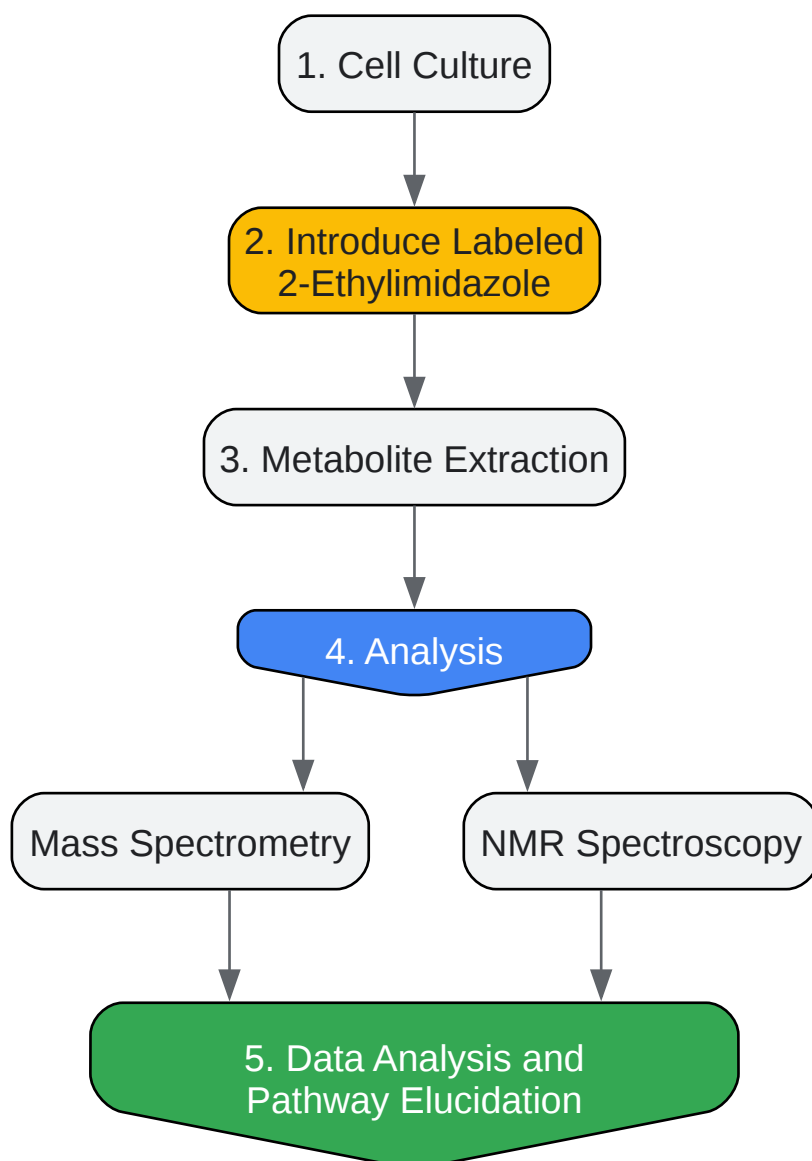 1. Cell Culture
2. Introduce Labeled
2-Ethylimidazole
3. Metabolite Extraction
4. Analysis
Mass Spectrometry
NMR Spectroscopy
5. Data Analysis and
Pathway Elucidation